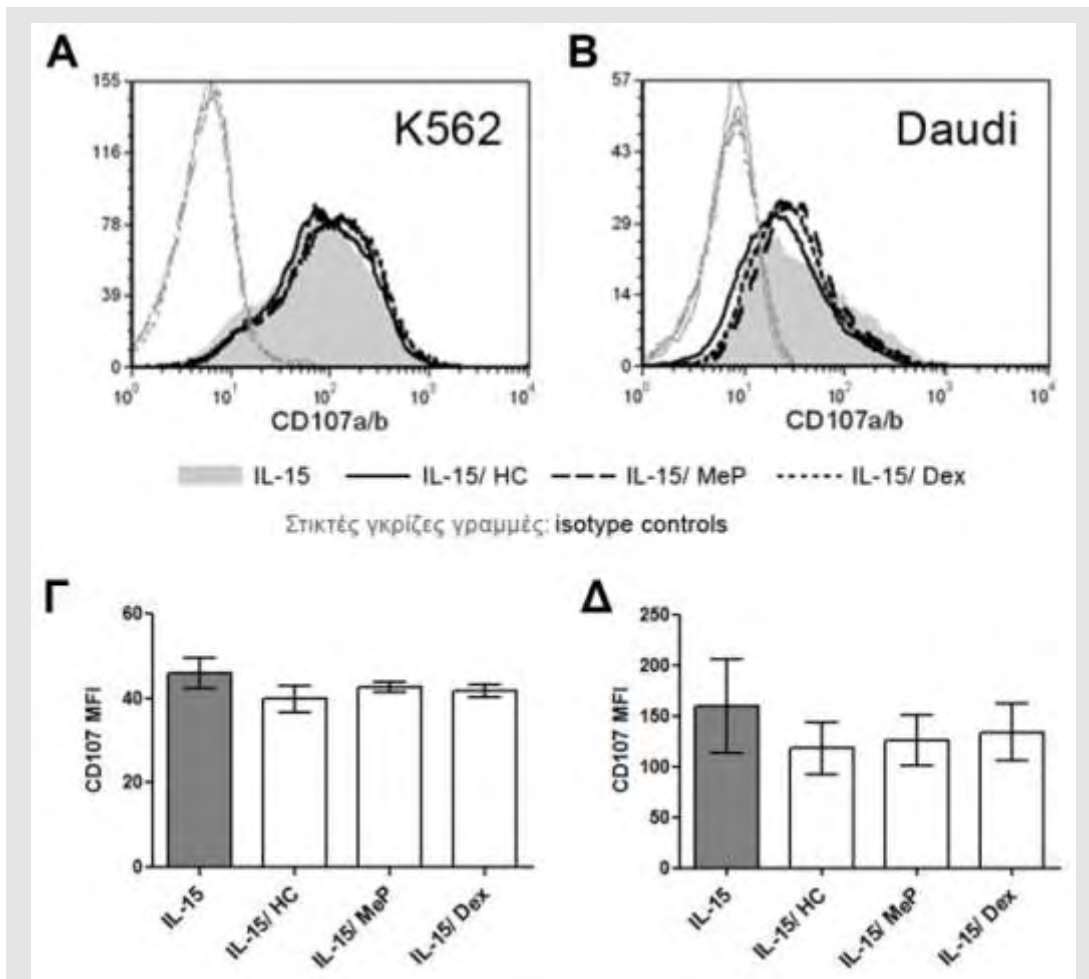 A
B
155
116
78
39
0
K562
10⁰
10¹
10²
10³
10⁴
CD107a/b
57
43
29
14
0
Daudi
10⁰
10¹
10²
10³
10⁴
CD107a/b
IL-15 IL-15/ HC IL-15/ MeP IL-15/ Dex
Στικτές γκρίζες γραμμές: isotype controls
Γ
Δ
CD107 MFI
60
40
20
0
IL-15
IL-15/ HC
IL-15/ MeP
IL-15/ Dex
CD107 MFI
250
200
150
100
50
0
IL-15
IL-15/ HC
IL-15/ MeP
IL-15/ Dex